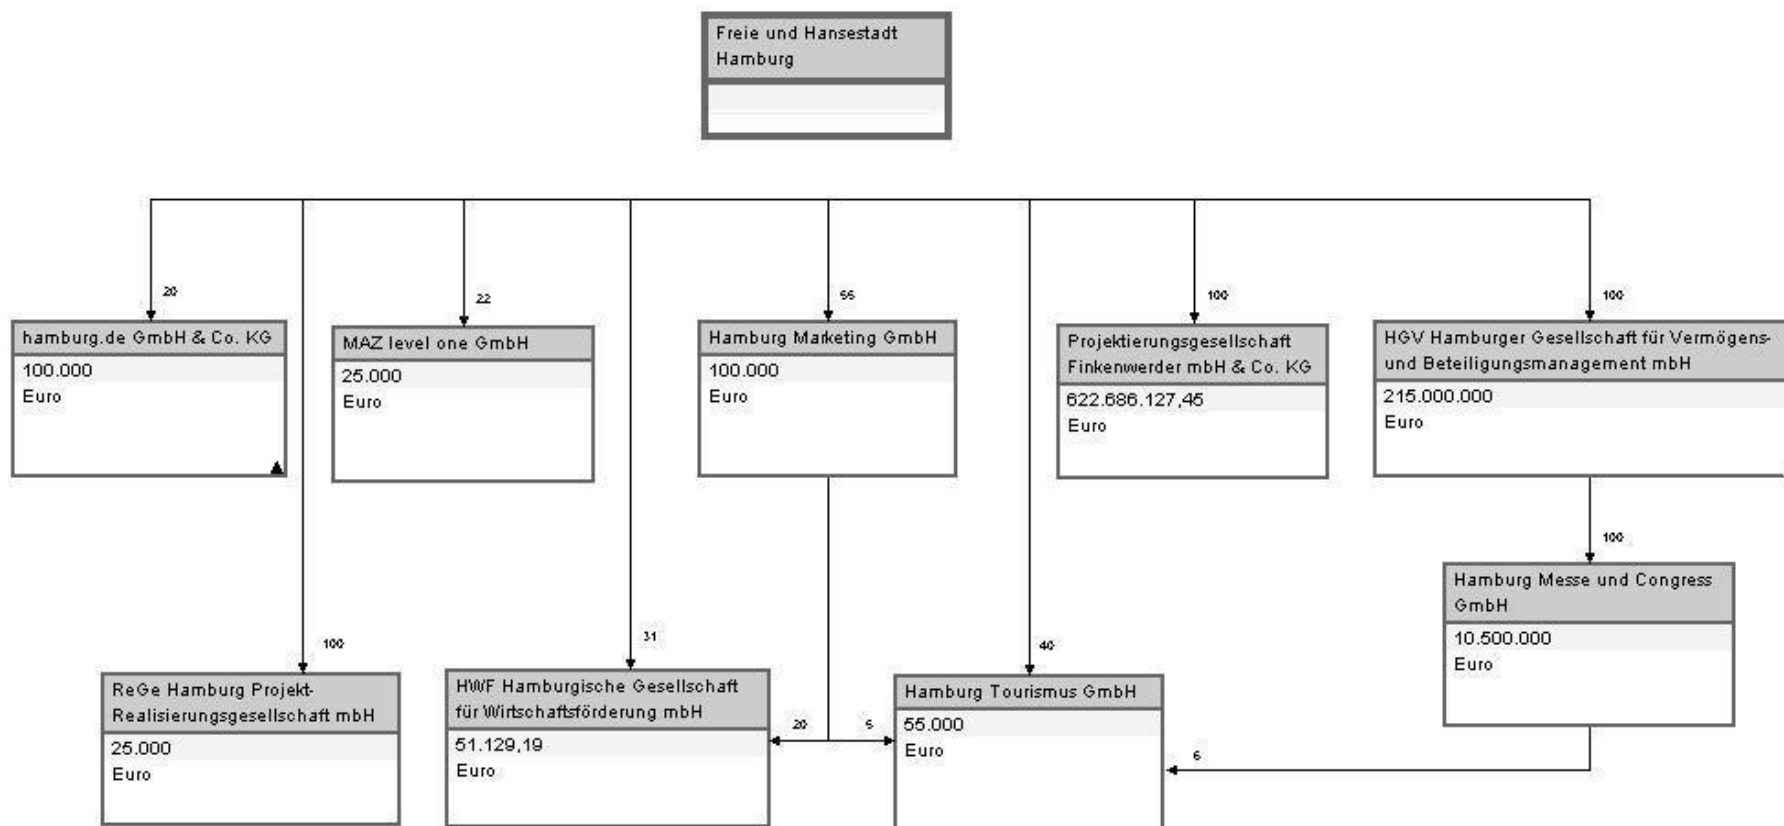 Freie und Hansestadt
Hamburg
20
22
55
100
100
hamburg.de GmbH & Co. KG
100.000
Euro
MAZ level one GmbH
25.000
Euro
Hamburg Marketing GmbH
100.000
Euro
Projektierungsgesellschaft
Finkenwerder mbH & Co. KG
622.686.127,45
Euro
HGV Hamburger Gesellschaft für Vermögens-
und Beteiligungsmanagement mbH
215.000.000
Euro
100
Hamburg Messe und Congress
GmbH
10.500.000
Euro
100
31
40
ReGe Hamburg Projekt-
Realisierungsgesellschaft mbH
25.000
Euro
HWF Hamburgische Gesellschaft
für Wirtschaftsförderung mbH
51.129,19
Euro
20
Hamburg Tourismus GmbH
55.000
Euro